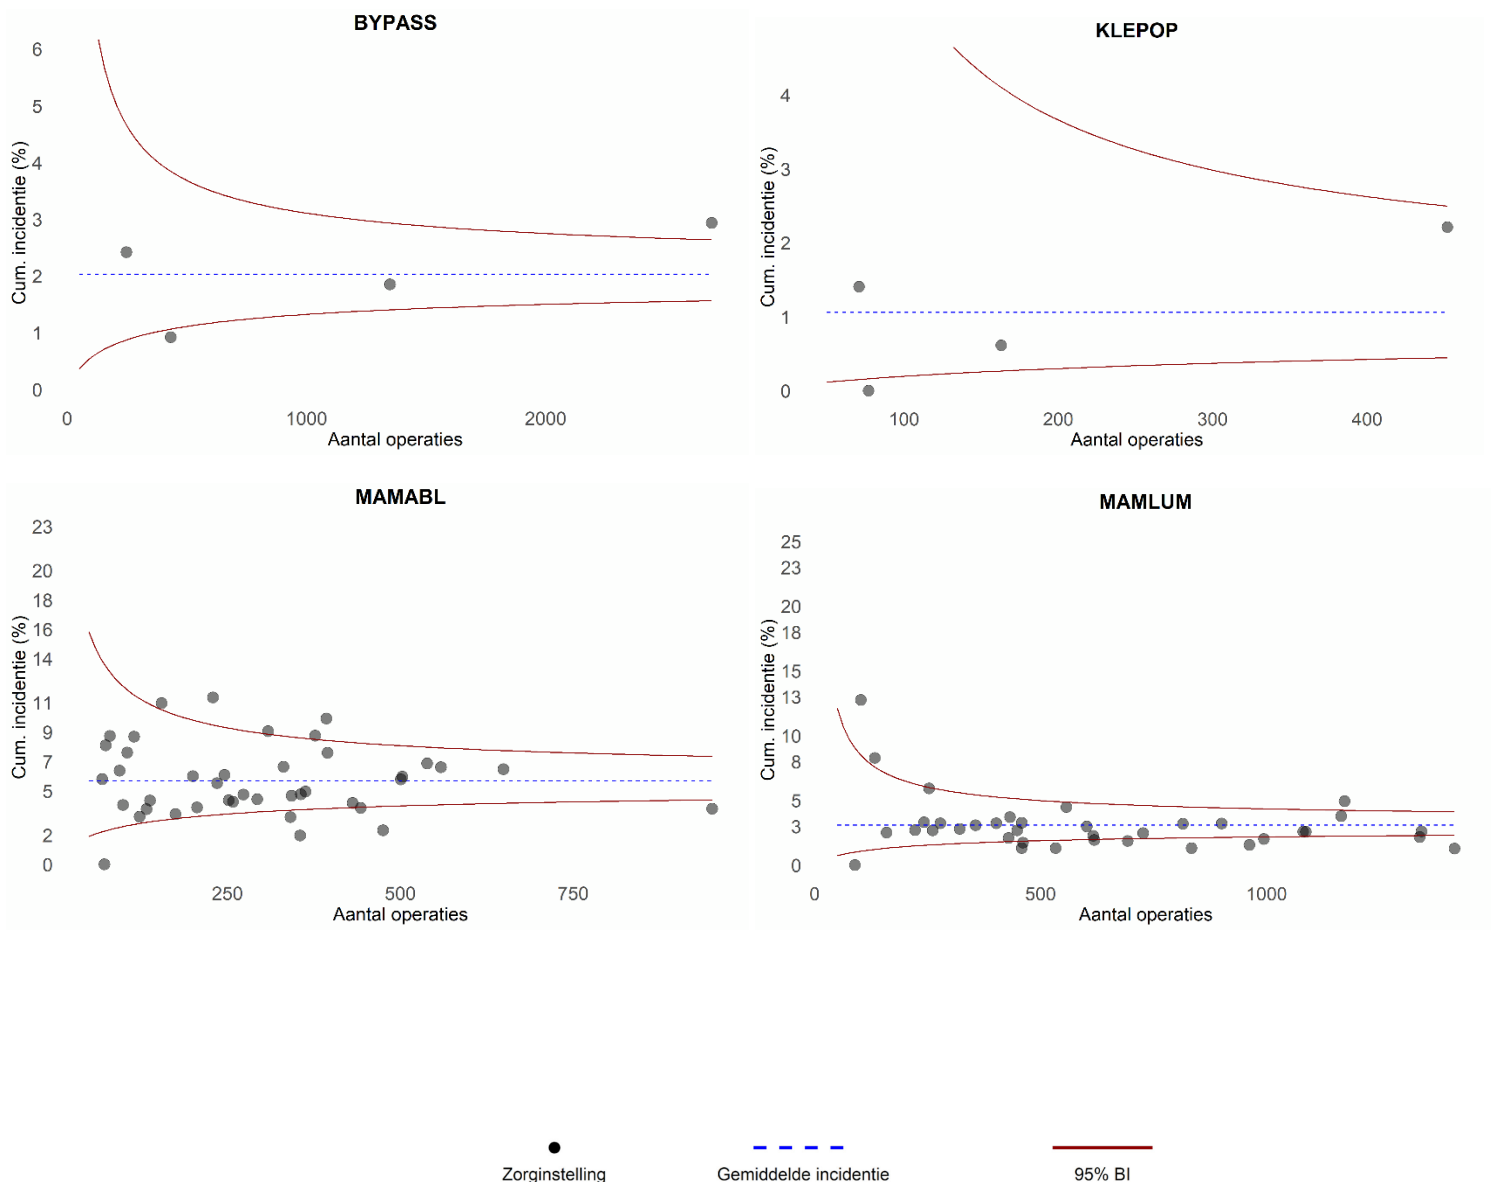 BYPASS
6
5
4
3
2
1
0
Cum. incidentie (%)
0 1000 2000
Aantal operaties
KLEPOP
4
3
2
1
0
Cum. incidentie (%)
100 200 300 400
Aantal operaties
MAMABL
23
20
18
16
14
11
9
7
5
2
0
Cum. incidentie (%)
250 500 750
Aantal operaties
MAMLUM
25
23
20
18
15
13
10
8
5
3
0
Cum. incidentie (%)
0 500 1000
Aantal operaties
Zorginstelling Gemiddelde incidentie 95% BI